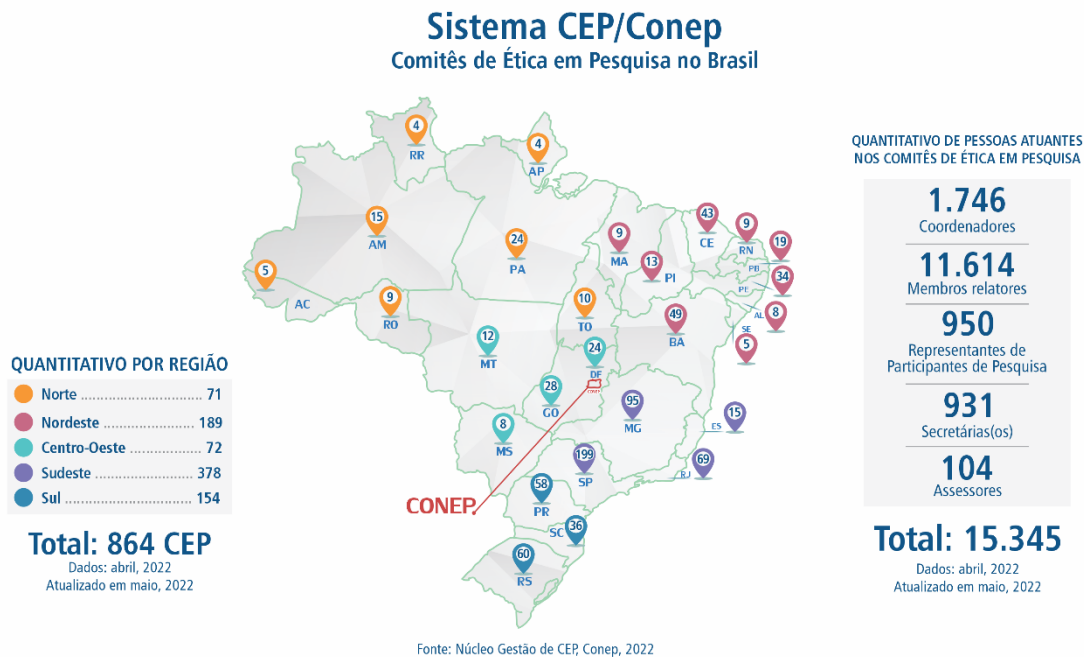 Sistema CEP/Conep
Comitês de Ética em Pesquisa no Brasil
4
RR
4
AP
15
AM
24
PA
5
AC
9
RO
10
TO
9
MA
13
PI
43
CE
9
RN
19
PB
34
PE
8
AL
5
SE
49
BA
12
MT
24
DF
CONEP
28
GO
8
MS
95
MG
15
ES
199
SP
69
RJ
58
PR
36
SC
60
RS
CONEP
QUANTITATIVO POR REGIÃO
Norte ........................... 71
Nordeste ..................... 189
Centro-Oeste ................. 72
Sudeste ...................... 378
Sul ............................ 154
Total: 864 CEP
Dados: abril, 2022
Atualizado em maio, 2022
QUANTITATIVO DE PESSOAS ATUANTES
NOS COMITÊS DE ÉTICA EM PESQUISA
1.746
Coordenadores
11.614
Membros relatores
950
Representantes de
Participantes de Pesquisa
931
Secretárias(os)
104
Assessores
Total: 15.345
Dados: abril, 2022
Atualizado em maio, 2022
Fonte: Núcleo Gestão de CEP, Conep, 2022